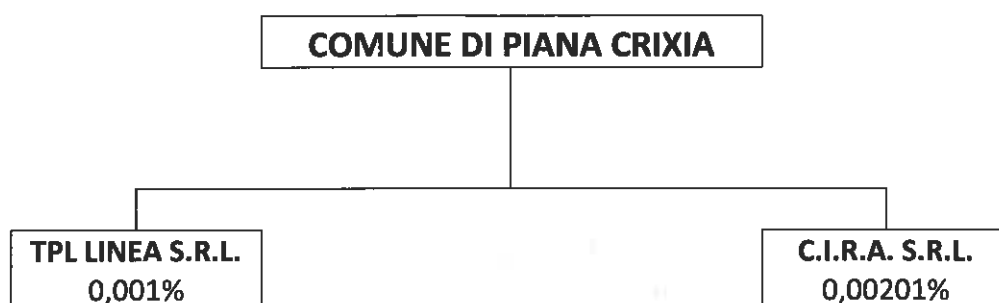 COMUNE DI PIANA CRIXIA
TPL LINEA S.R.L.
0,001%
C.I.R.A. S.R.L.
0,00201%